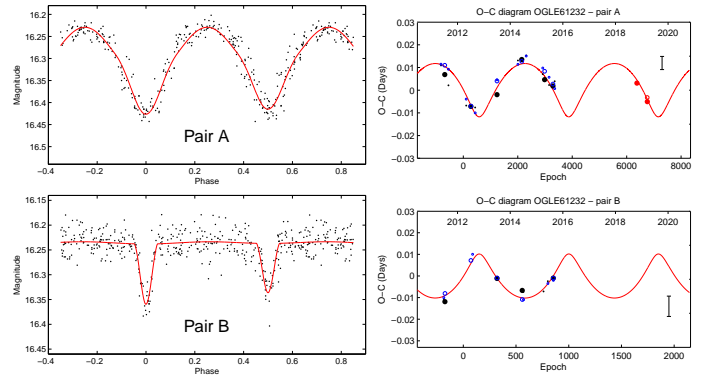 16.2
16.25
16.3
16.35
16.4
16.45
16.5
Magnitude
Pair A
−0.4 −0.2 0 0.2 0.4 0.6 0.8
Phase
O−C diagram OGLE61232 − pair A
2012 2013 2014 2015 2016 2017 2018 2019 2020
0.03
0.02
0.01
0
−0.01
−0.02
−0.03
O−C (Days)
0 2000 4000 6000 8000
Epoch
16.15
16.2
16.25
16.3
16.35
16.4
16.45
Magnitude
Pair B
−0.4 −0.2 0 0.2 0.4 0.6 0.8
Phase
O−C diagram OGLE61232 − pair B
2012 2014 2016 2018 2020
0.03
0.02
0.01
0
−0.01
−0.02
−0.03
O−C (Days)
0 500 1000 1500 2000
Epoch